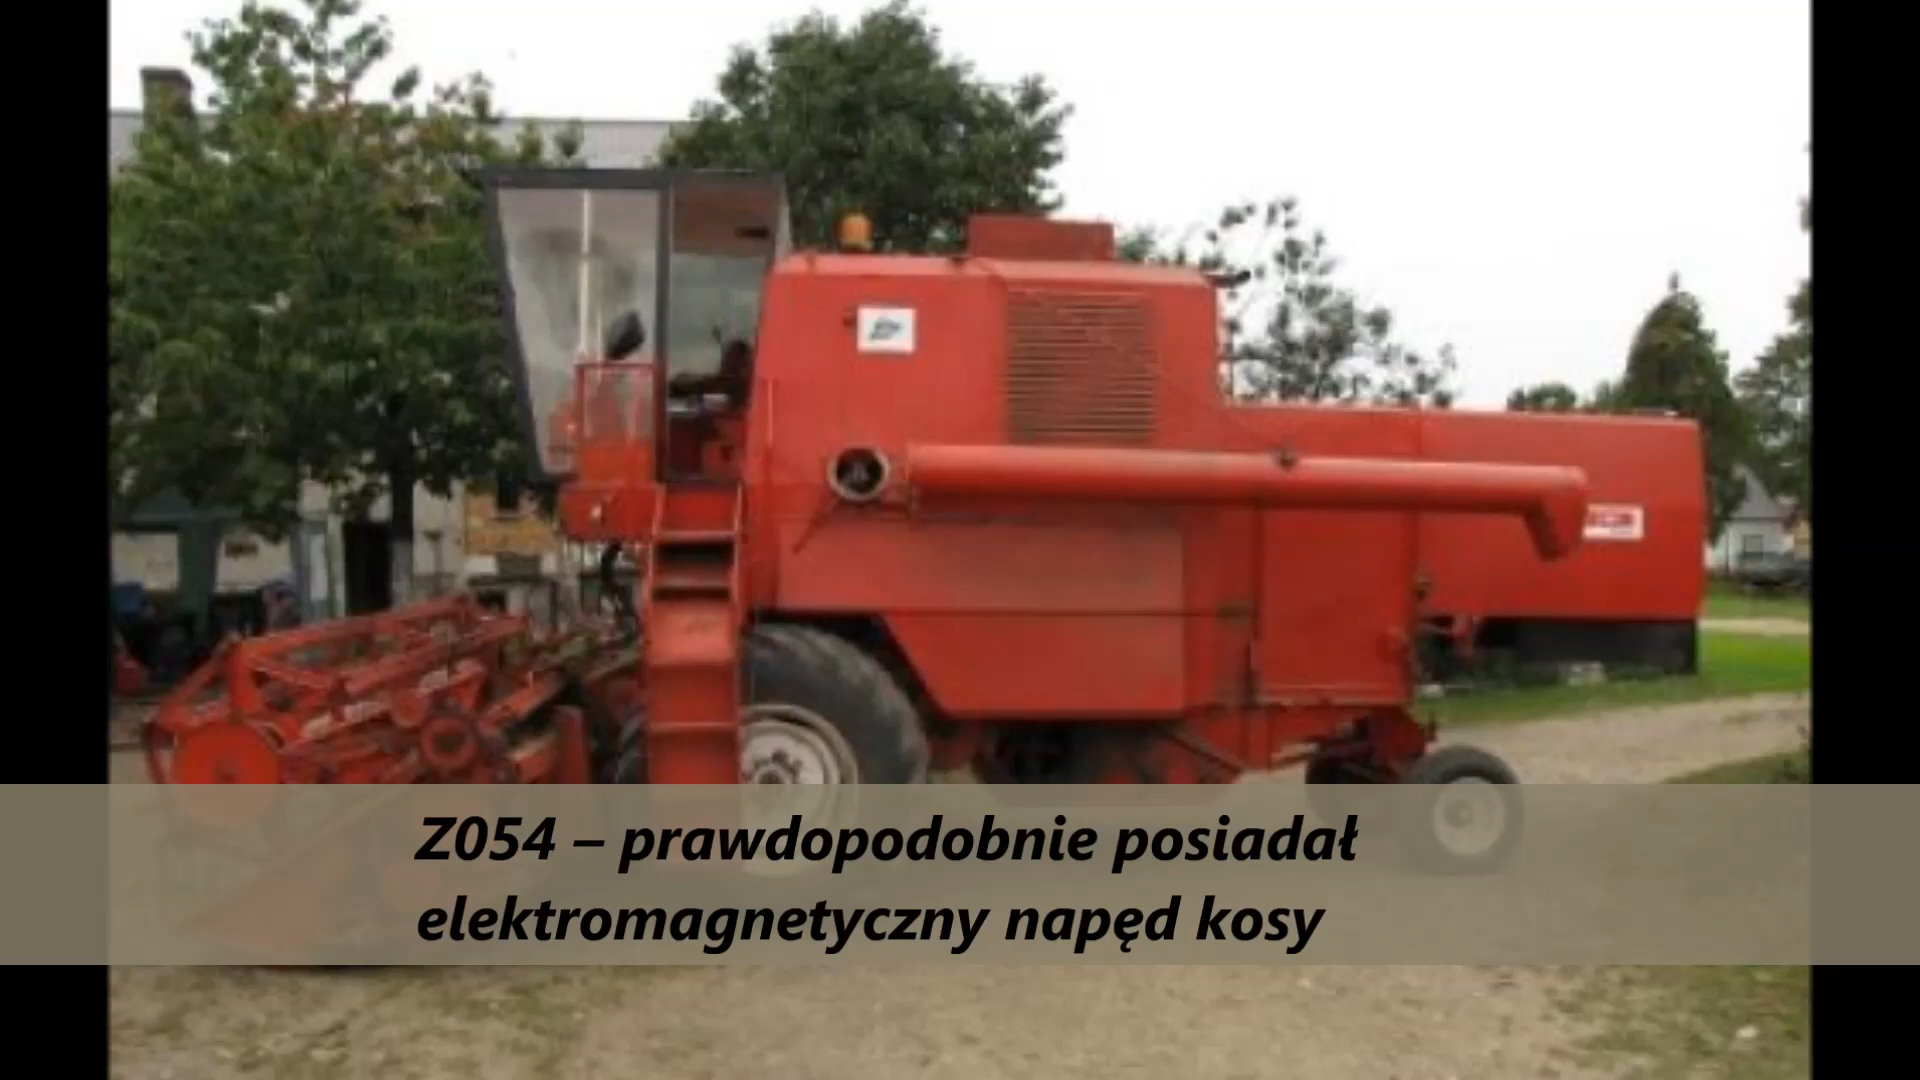 Z054 – prawdopodobnie posiadał
elektromagnetyczny napęd kosy